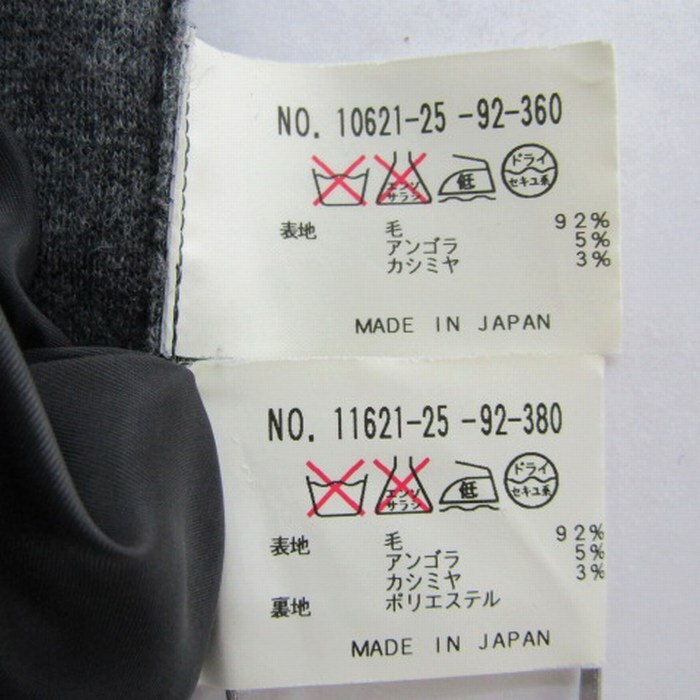 NO. 10621-25 -92-360
エンソ
サラシ
低
ドライ
セキユ系
表地 毛 92%
アンゴラ 5%
カシミヤ 3%
MADE IN JAPAN
NO. 11621-25 -92-380
エンソ
サラシ
低
ドライ
セキユ系
表地 毛 92%
アンゴラ 5%
カシミヤ 3%
裏地 ポリエステル
MADE IN JAPAN